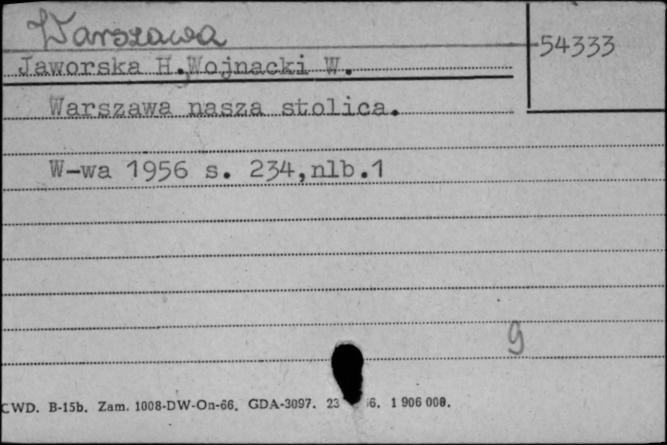 Warszawa
54333
Jaworska H.,Wojnacki W.
Warszawa nasza stolica.
W-wa 1956 s. 234,nlb.1
9
CWD. B-15b. Zam. 1008-DW-On-66. GDA-3097. 23 6. 1 906 000.